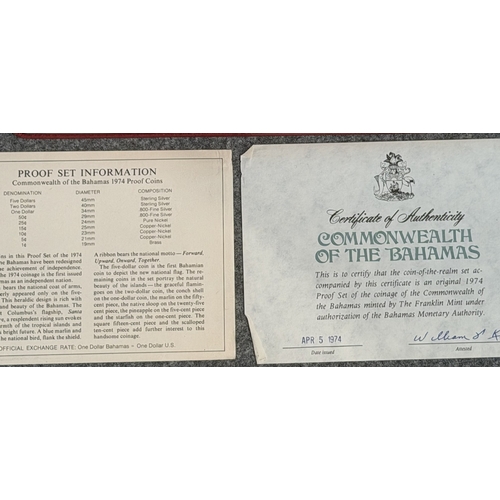 PROOF SET INFORMATION
Commonwealth of the Bahamas 1974 Proof Coins
DENOMINATION DIAMETER COMPOSITION
Five Dollars 45mm Sterling Silver
Two Dollars 40mm Sterling Silver
One Dollar 34mm 800-Fine Silver
50¢ 29mm 800-Fine Silver
25¢ 24mm Pure Nickel
15¢ 25mm Copper-Nickel
10¢ 23mm Copper-Nickel
5¢ 21mm Copper-Nickel
1¢ 19mm Brass
ns in this Proof Set of the 1974
he Bahamas have been redesigned
e achievement of independence.
he 1974 coinage is the first issued
amas as an independent nation.
bears the national coat of arms,
erly appeared only on the five-
This heraldic design is rich with
nd the Bahamas. Above the
t Columbus's flagship, Santa
re, a resplendent rising sun evokes
rmth of the tropical islands and
a bright future. A blue marlin and
he national bird, flank the shield.
A ribbon bears the national motto — Forward,
Upward, Onward, Together.
The five-dollar coin is the first Bahamian
coin to depict the new national flag. The re-
maining coins in the set portray the natural
beauty of the islands — the graceful flamin-
goes on the two-dollar coin, the conch shell
on the one-dollar coin, the marlin on the fifty-
cent piece, the native sloop on the twenty-five
cent piece, the pineapple on the five-cent piece
and the starfish on the one-cent piece. The
square fifteen-cent piece and the scalloped
ten-cent piece add further interest to this
handsome coinage.
OFFICIAL EXCHANGE RATE: One Dollar Bahamas - One Dollar U.S.
Certificate of Authenticity
COMMONWEALTH
OF THE BAHAMAS
This is to certify that the coin-of-the-realm set ac-
companied by this certificate is an original 1974
Proof Set of the coinage of the Commonwealth of
the Bahamas minted by The Franklin Mint under
authorization of the Bahamas Monetary Authority.
APR 5 1974
Date Issued
William
Attested